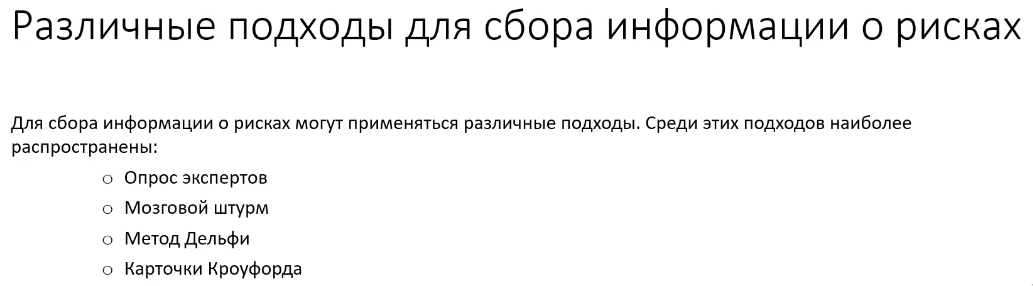 Различные подходы для сбора информации о рисках
Для сбора информации о рисках могут применяться различные подходы. Среди этих подходов наиболее
распространены:
o Опрос экспертов
o Мозговой штурм
o Метод Дельфи
o Карточки Кроуфорда